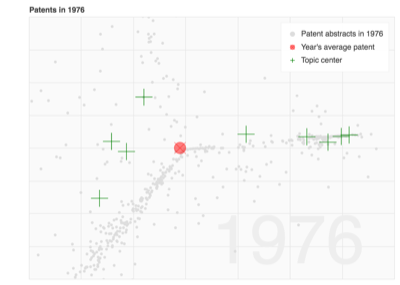 Patents in 1976
Patent abstracts in 1976
Year's average patent
Topic center
1976